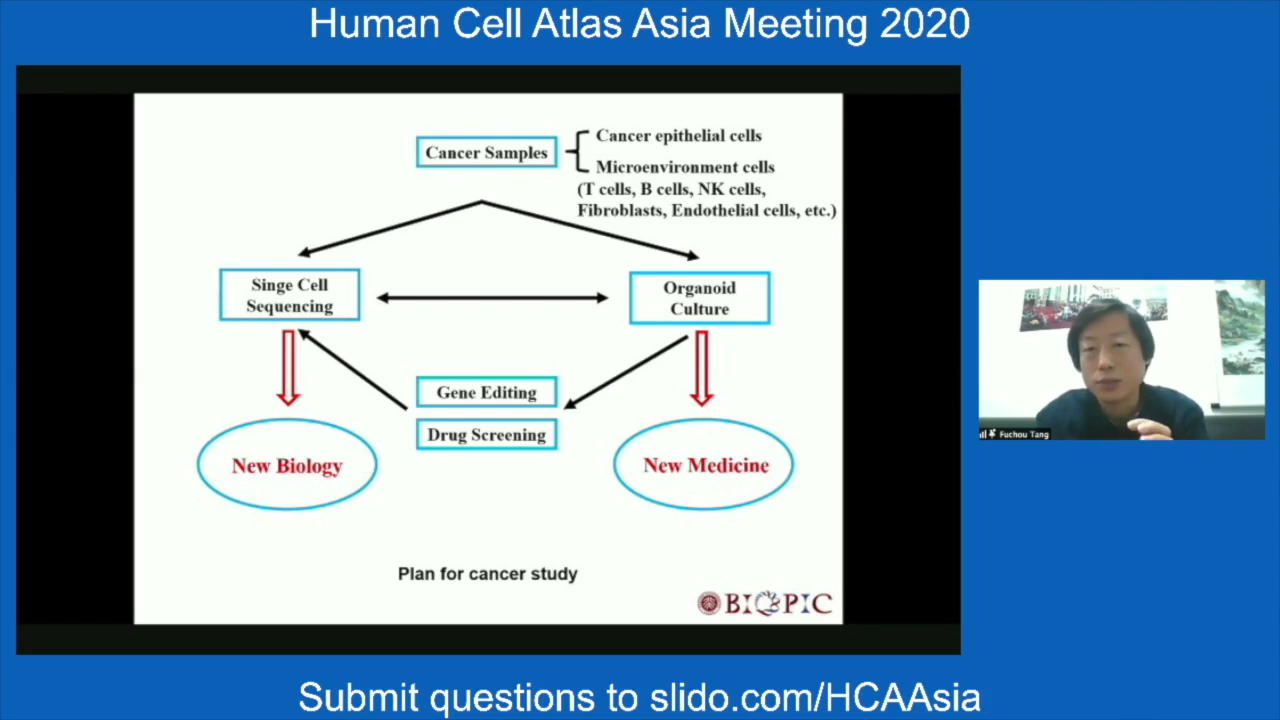 Human Cell Atlas Asia Meeting 2020
Cancer Samples
Cancer epithelial cells
Microenvironment cells
(T cells, B cells, NK cells,
Fibroblasts, Endothelial cells, etc.)
Singe Cell
Sequencing
Organoid
Culture
Gene Editing
Drug Screening
New Biology
New Medicine
Plan for cancer study
BIOPIC
Fuchou Tang
Submit questions to slido.com/HCAAsia